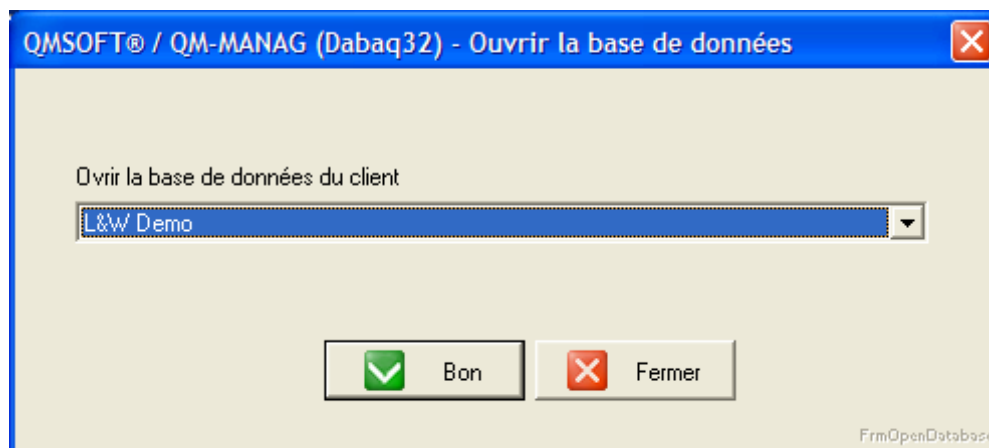 QMSOFT® / QM-MANAG (Dabaq32) - Ouvrir la base de données
Ovrir la base de données du client
L&W Demo
Bon Fermer
FrmOpenDatabase